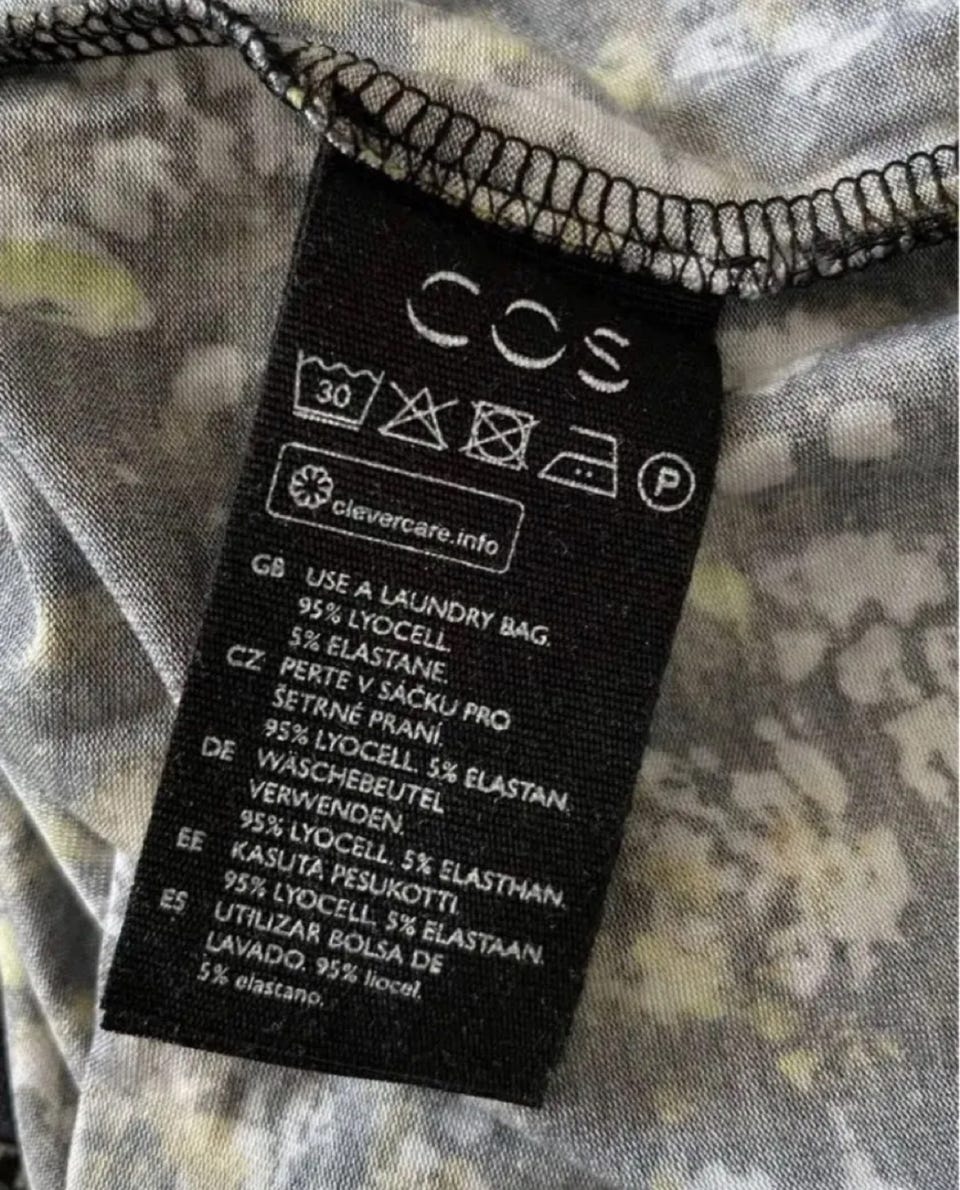 COS
30
P
clevercare.info
GB USE A LAUNDRY BAG.
95% LYOCELL.
5% ELASTANE.
CZ PERTE V SÁČKU PRO
ŠETRNÉ PRANÍ.
95% LYOCELL. 5% ELASTAN.
DE WÄSCHEBEUTEL
VERWENDEN.
95% LYOCELL. 5% ELASTHAN.
EE KASUTA PESUKOTTI.
95% LYOCELL. 5% ELASTAAN.
ES UTILIZAR BOLSA DE
LAVADO. 95% liocel.
5% elastano.